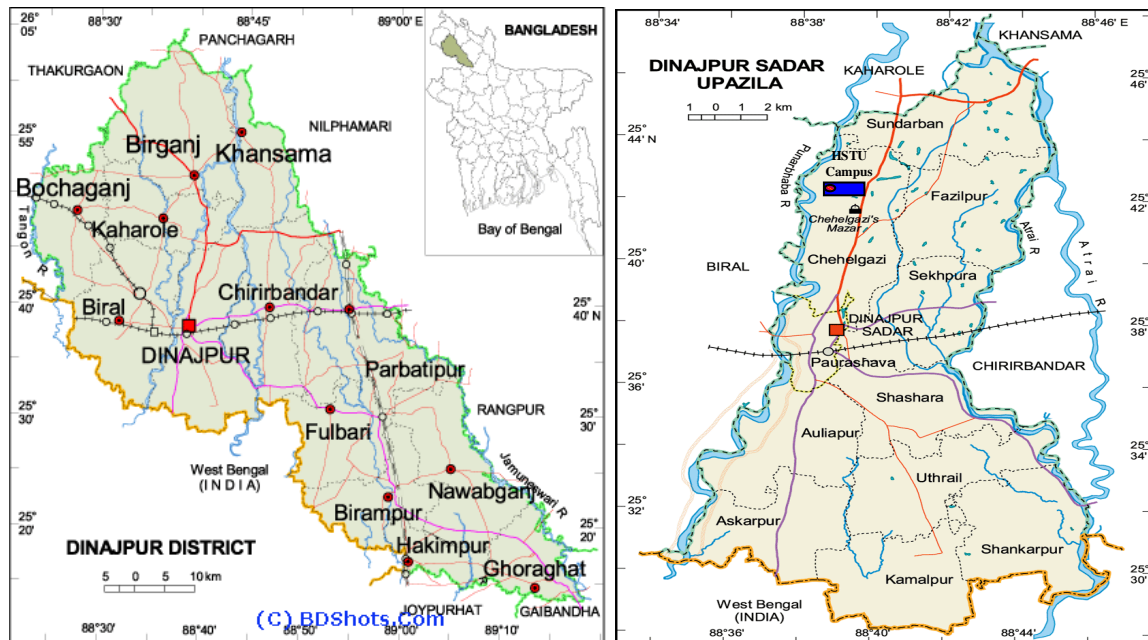 26°
05'
88°30'
88°45'
89°00' E
PANCHAGARH
BANGLADESH
THAKURGAON
25°
55'
NILPHAMARI
Birganj
Khansama
Bochaganj
Kaharole
Tangon R
Bay of Bengal
25°
40'
Biral
Chirirbandar
25°
40' N
DINAJPUR
Parbatipur
25°
30'
RANGPUR
25°
30'
Fulbari
West Bengal
(INDIA)
Jamuneswari R
Nawabganj
Birampur
25°
20'
25°
20'
DINAJPUR DISTRICT
Hakimpur
Ghoraghat
5 0 5 10 km
R
JOYPURHAT
GAIBANDHA
(C) BDShots.Com
88°30'
88°40'
88°50'
89°00'
89°10'
88°34'
88°38'
88°42'
88°46' E
KHANSAMA
DINAJPUR SADAR
UPAZILA
KAHAROLE
25°
46'
1 0 1 2 km
25°
44' N
Sundarban
Punarbhaba R
HSTU
Campus
Fazilpur
25°
42'
Chehelgazi's
Mazar
Atrai R
Atrai R
25°
40'
BIRAL
Chehelgazi
Sekhpura
DINAJPUR
SADAR
25°
38'
Paurashava
CHIRIRBANDAR
25°
36'
Shashara
Auliapur
25°
34'
Uthrail
25°
32'
Askarpur
Shankarpur
Kamalpur
25°
30'
West Bengal
(INDIA)
88°36'
88°40'
88°44'